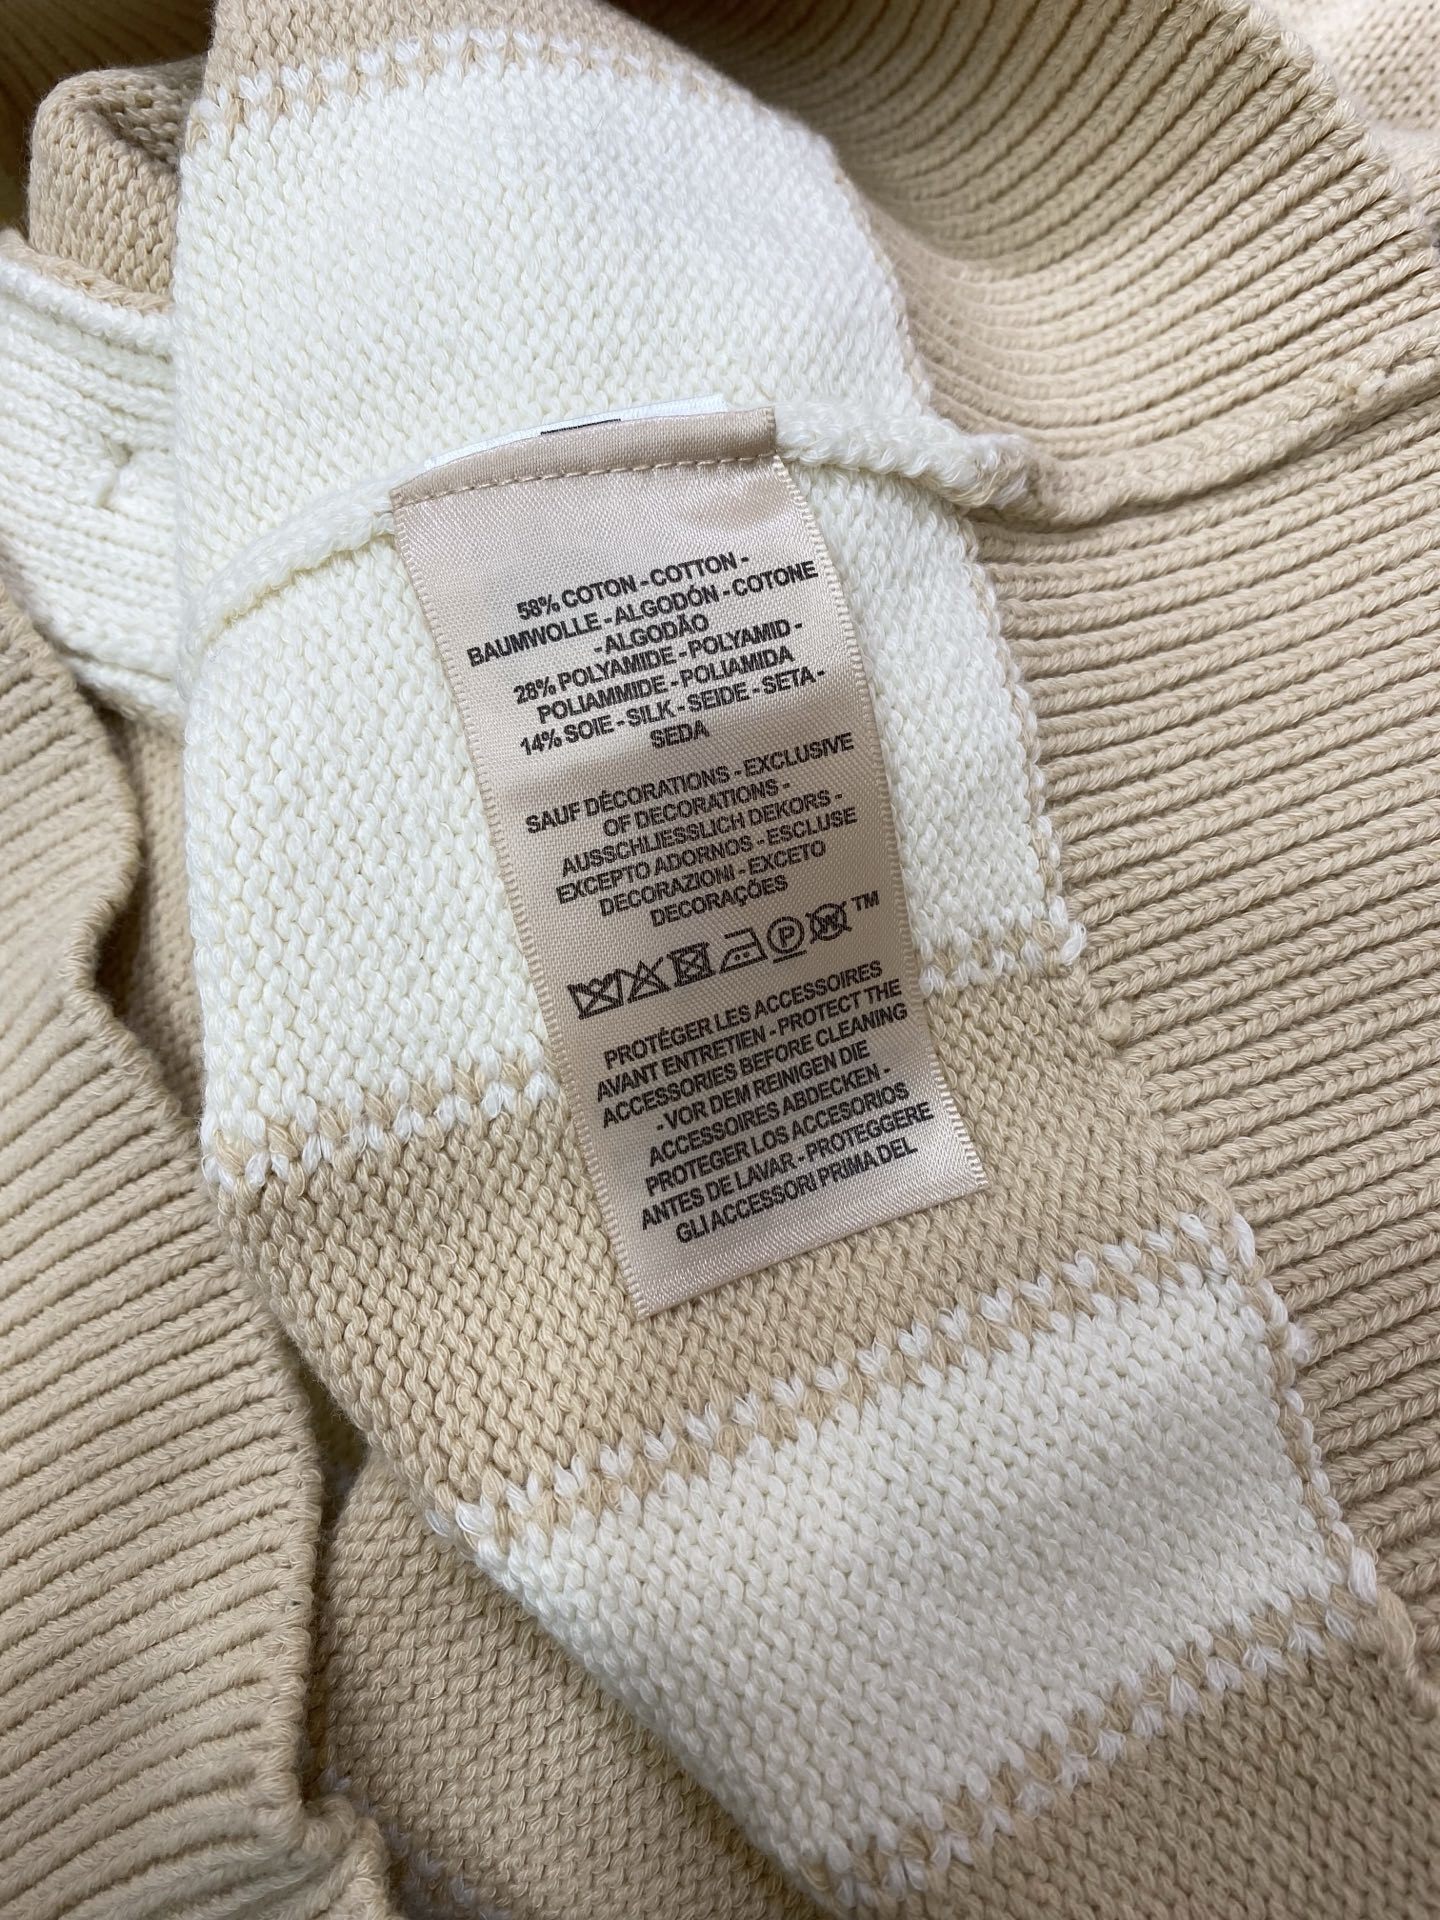 58% COTON - COTTON -
BAUMWOLLE - ALGODÓN - COTONE
- ALGODÃO
28% POLYAMIDE - POLYAMID -
POLIAMMIDE - POLIAMIDA
14% SOIE - SILK - SEIDE - SETA -
SEDA
SAUF DÉCORATIONS - EXCLUSIVE
OF DECORATIONS -
AUSSCHLIESSLICH DEKORS -
EXCEPTO ADORNOS - ESCLUSE
DECORAZIONI - EXCETO
DECORAÇÕES
P W TM
PROTÉGER LES ACCESSOIRES
AVANT ENTRETIEN - PROTECT THE
ACCESSORIES BEFORE CLEANING
- VOR DEM REINIGEN DIE
ACCESSOIRES ABDECKEN -
PROTEGER LOS ACCESORIOS
ANTES DE LAVAR - PROTEGGERE
GLI ACCESSORI PRIMA DEL